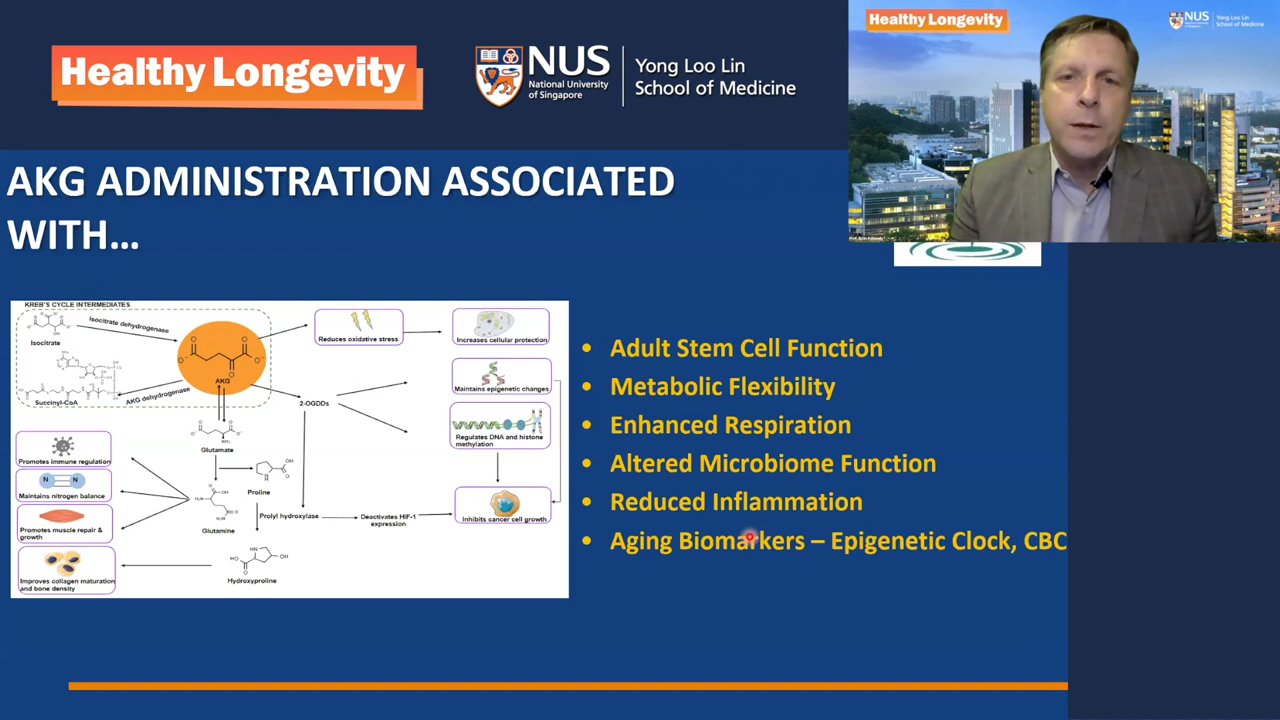 Healthy Longevity
NUS
National University
of Singapore
Yong Loo Lin
School of Medicine
Healthy Longevity
NUS
Yong Loo Lin
School of Medicine
AKG ADMINISTRATION ASSOCIATED
WITH…
KREB'S CYCLE INTERMEDIATES
Isocitrate dehydrogenase
Isocitrate
AKG
Succinyl-CoA
AKG dehydrogenase
Reduces oxidative stress
Increases cellular protection
2-OGDDs
Maintains epigenetic changes
Regulates DNA and histone
methylation
Glutamate
Promotes immune regulation
Maintains nitrogen balance
N N
Proline
Promotes muscle repair &
growth
Glutamine
Prolyl hydroxylase
Deactivates HIF-1
expression
Inhibits cancer cell growth
Improves collagen maturation
and bone density
Hydroxyproline
• Adult Stem Cell Function
• Metabolic Flexibility
• Enhanced Respiration
• Altered Microbiome Function
• Reduced Inflammation
• Aging Biomarkers – Epigenetic Clock, CBC